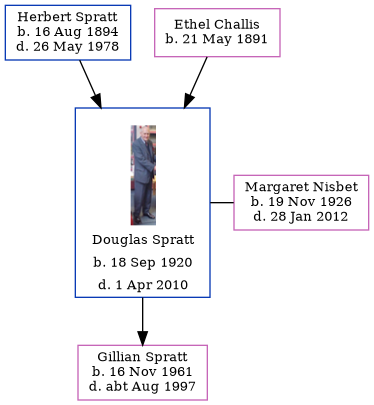 Herbert Spratt
b. 16 Aug 1894
d. 26 May 1978
Ethel Challis
b. 21 May 1891
Douglas Spratt
b. 18 Sep 1920
d. 1 Apr 2010
Margaret Nisbet
b. 19 Nov 1926
d. 28 Jan 2012
Gillian Spratt
b. 16 Nov 1961
d. abt Aug 1997